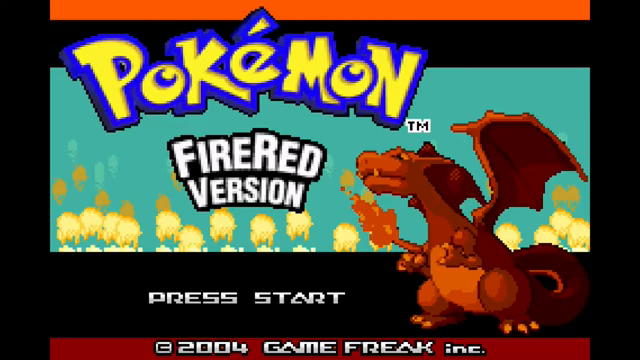 POKéMON
TM
FIRERED
VERSION
PRESS START
© 2004 GAME FREAK inc.